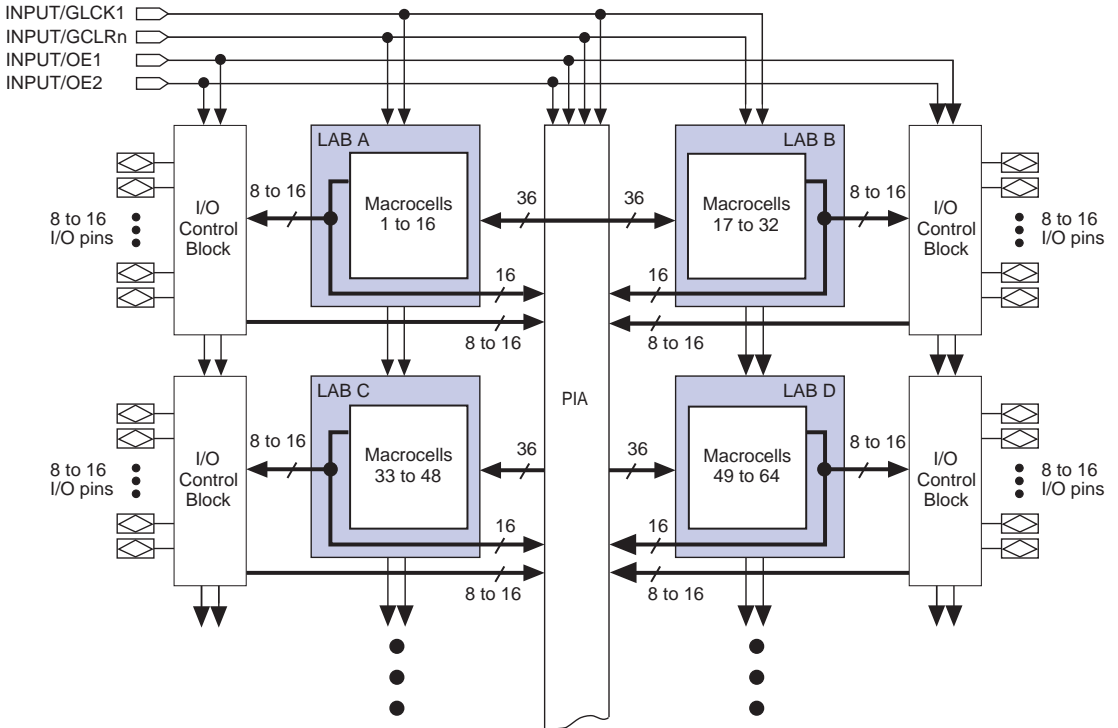 INPUT/GLCK1
INPUT/GCLRn
INPUT/OE1
INPUT/OE2
LAB A
LAB B
8 to 16
I/O pins
I/O
Control
Block
8 to 16
Macrocells
1 to 16
36
36
Macrocells
17 to 32
8 to 16
I/O
Control
Block
8 to 16
I/O pins
16
16
8 to 16
8 to 16
LAB C
PIA
LAB D
8 to 16
I/O pins
I/O
Control
Block
8 to 16
Macrocells
33 to 48
36
36
Macrocells
49 to 64
8 to 16
I/O
Control
Block
8 to 16
I/O pins
16
16
8 to 16
8 to 16